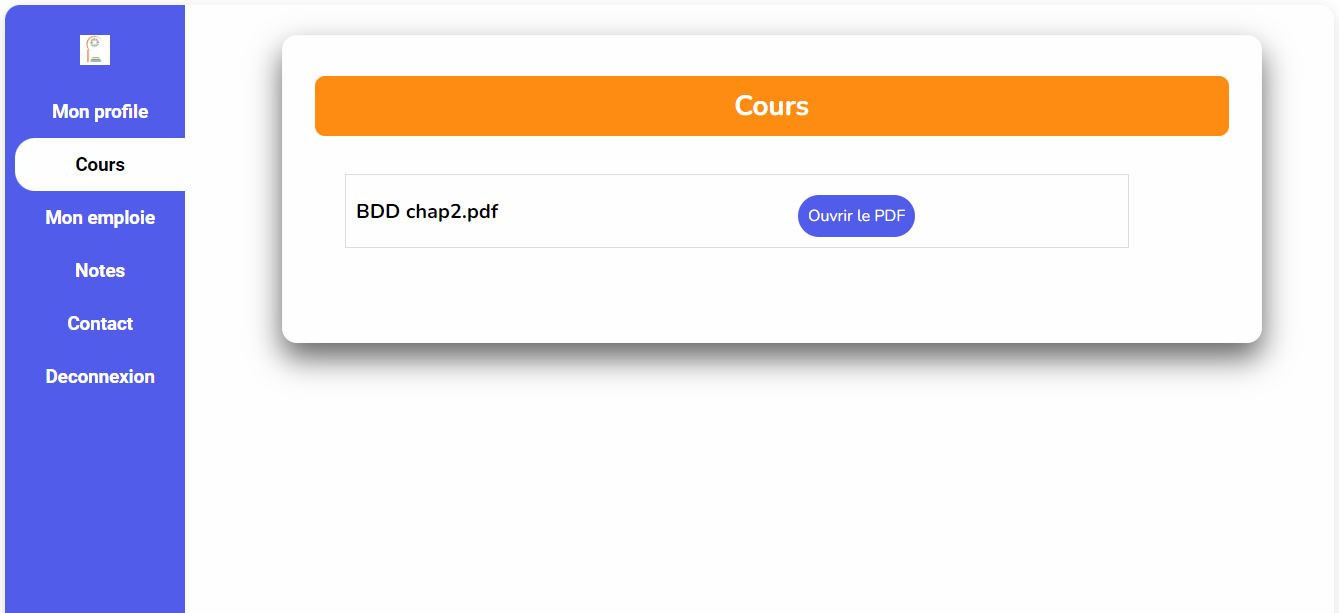 Mon profile
Cours
Mon emploie
Notes
Contact
Deconnexion
Cours
BDD chap2.pdf
Ouvrir le PDF